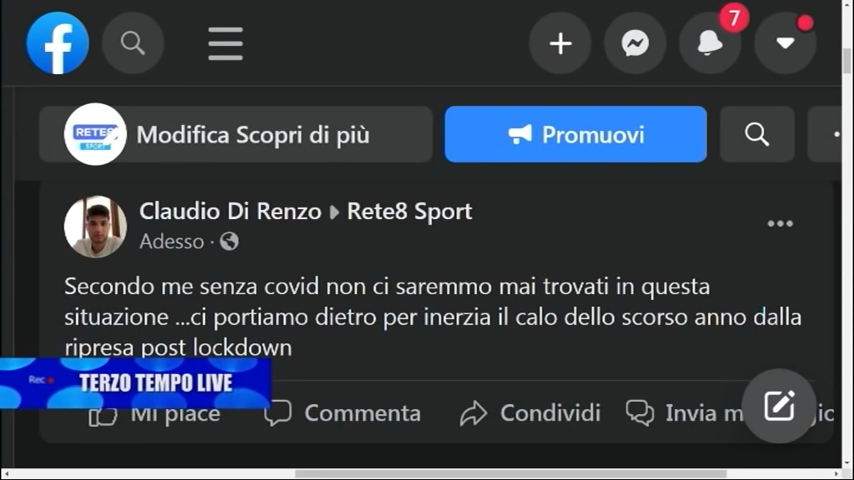 7
RETE8
SPORT
Modifica Scopri di più
Promuovi
Claudio Di Renzo Rete8 Sport
Adesso ·
Secondo me senza covid non ci saremmo mai trovati in questa
situazione ...ci portiamo dietro per inerzia il calo dello scorso anno dalla
ripresa post lockdown
Rec
TERZO TEMPO LIVE
Mi piace
Commenta
Condividi
Invia